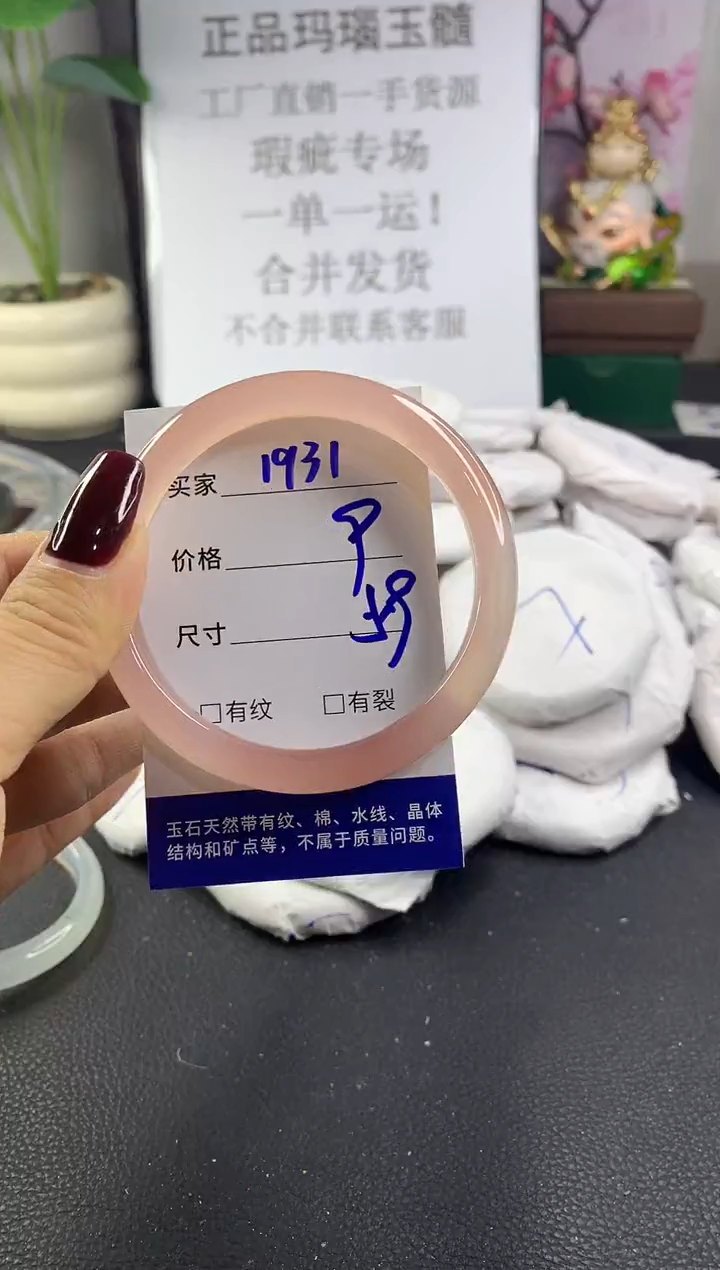 正品玛瑙玉髓
工厂直销一手货源
瑕疵专场
一单一运！
合并发货
不合并联系客服
买家 1931
价格
尺寸
□有纹 □有裂
玉石天然带有纹、棉、水线、晶体
结构和矿点等，不属于质量问题。